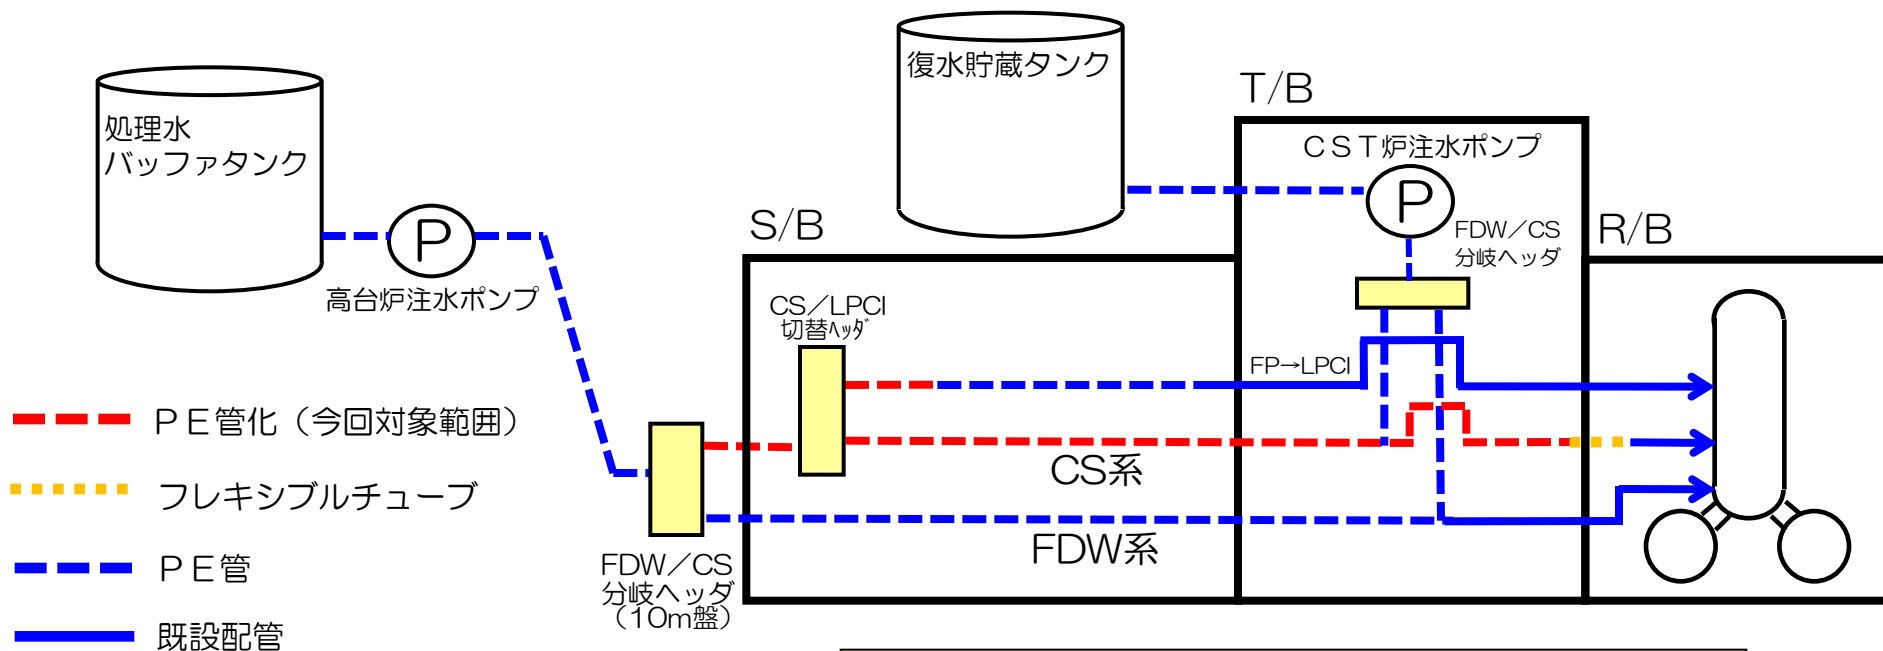 復水貯蔵タンク
T/B
処理水
バッファタンク
CST炉注水ポンプ
P
S/B
P
FDW/CS
分岐ヘッダ
R/B
高台炉注水ポンプ
CS/LPCI
切替ヘッダ
FP→LPCI
PE管化(今回対象範囲)
CS系
フレキシブルチューブ
FDW系
PE管
FDW/CS
分岐ヘッダ
(10m盤)
既設配管